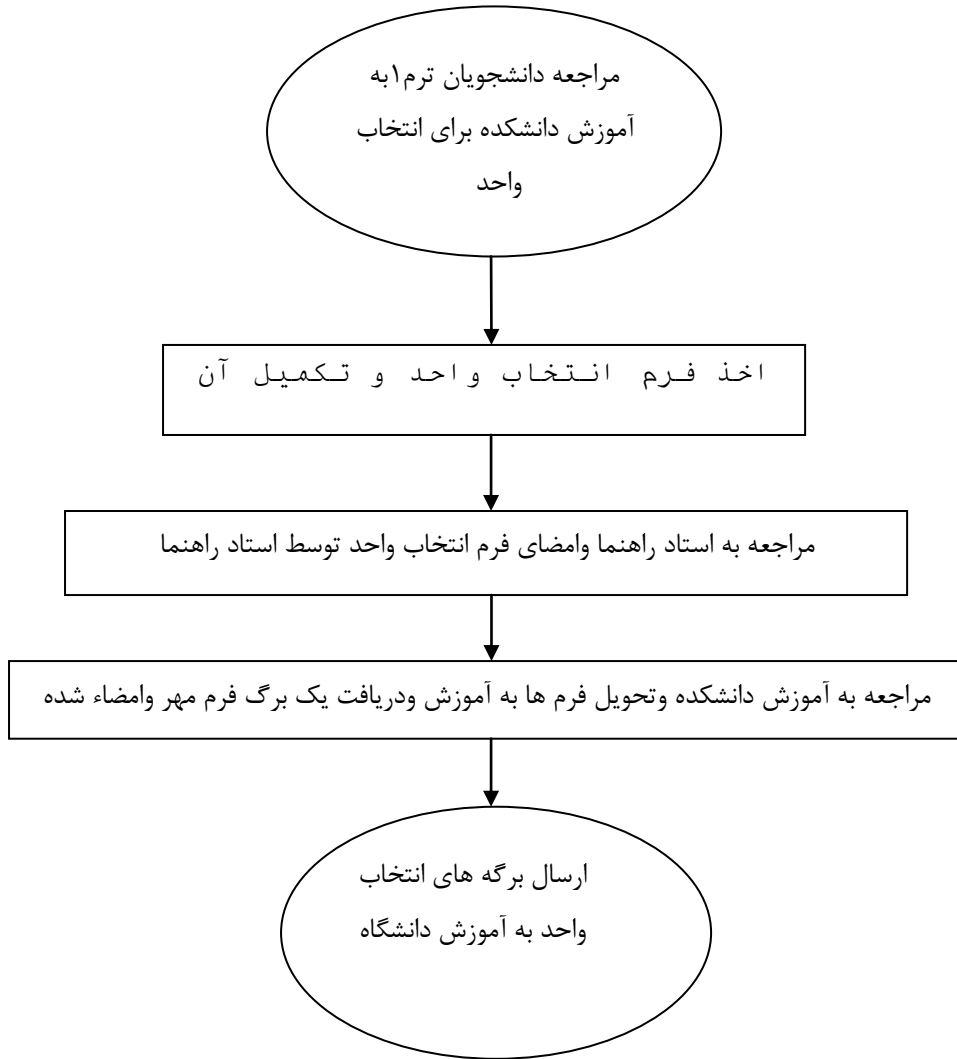 مراجعه دانشجویان ترم۱به
آموزش دانشکده برای انتخاب
واحد
اخذ فرم انتخاب واحد و تکمیل آن
مراجعه به استاد راهنما وامضای فرم انتخاب واحد توسط استاد راهنما
مراجعه به آموزش دانشکده وتحویل فرم ها به آموزش ودریافت یک برگ فرم مهر وامضاء شده
ارسال برگه های انتخاب
واحد به آموزش دانشگاه